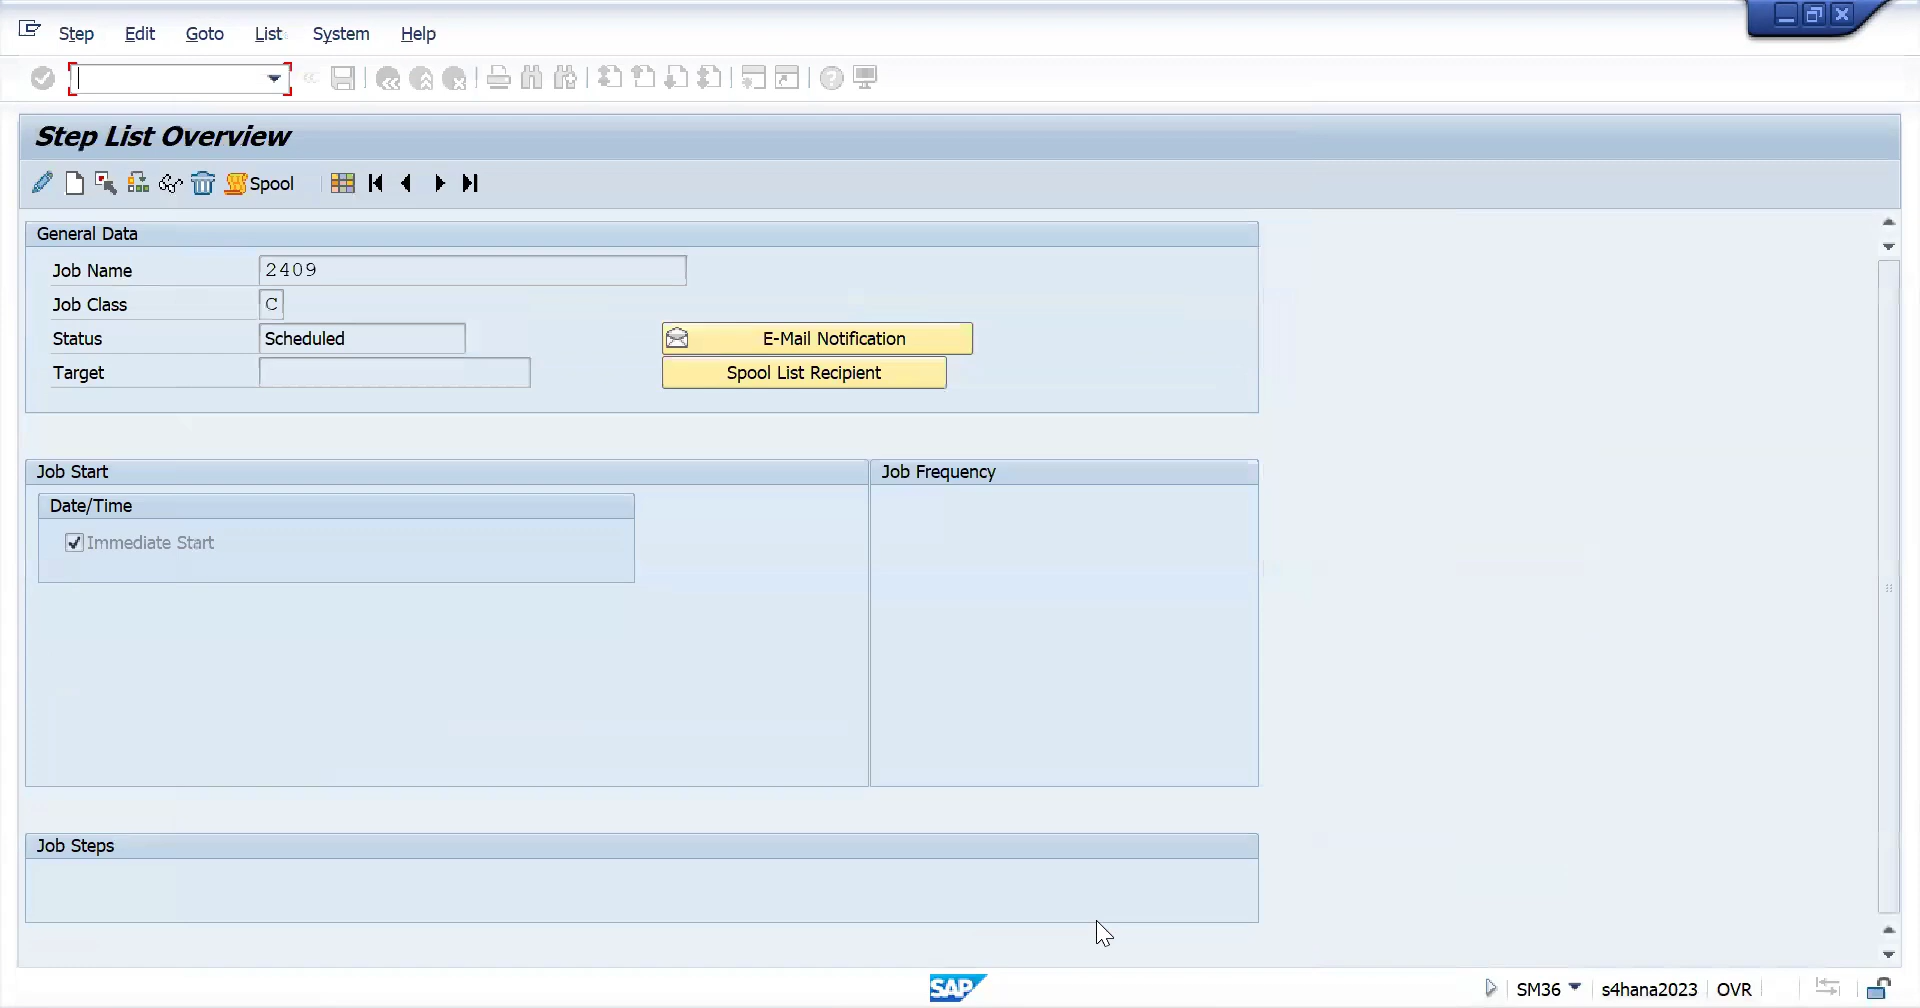 Step Edit Goto List System Help
Step List Overview
Spool
General Data
Job Name 2409
Job Class C
Status Scheduled E-Mail Notification
Target Spool List Recipient
Job Start Job Frequency
Date/Time
Immediate Start
Job Steps
SAP SM36 s4hana2023 OVR